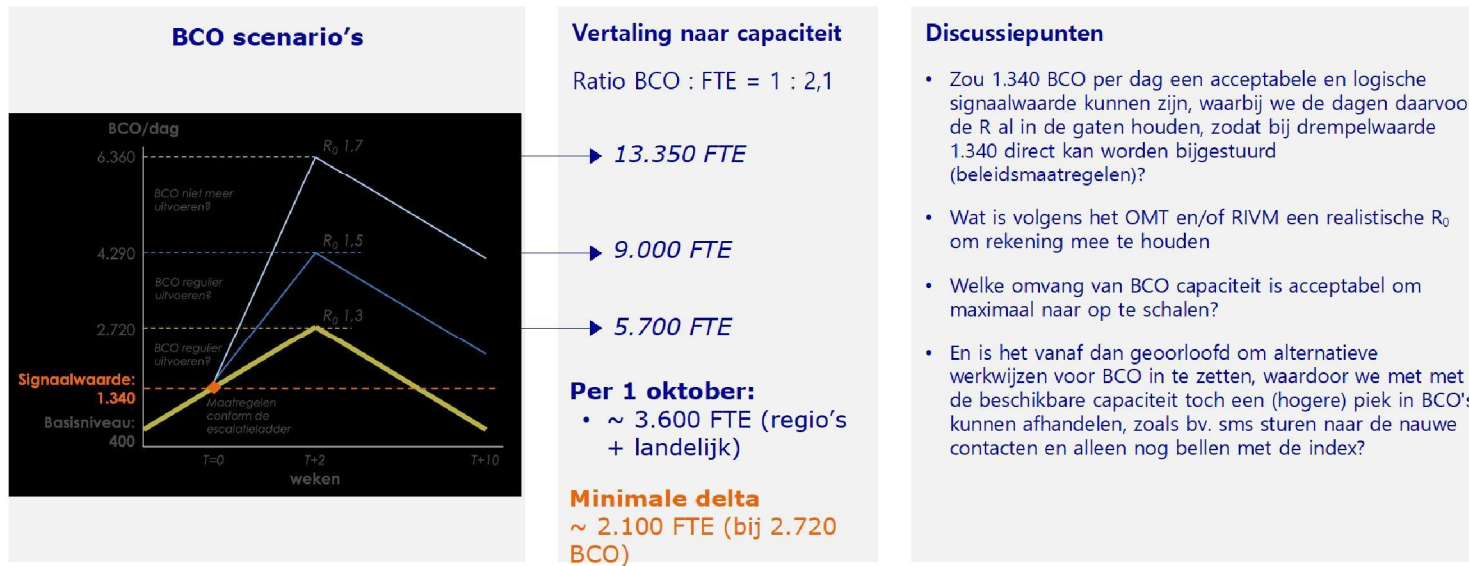 BCO scenario's
BCO/dag
6.360
R0 1,7
BCO niet meer
uitvoeren?
4.290
R0 1,5
BCO regulier
uitvoeren?
2.720
R0 1,3
BCO regulier
uitvoeren?
Signaalwaarde:
1.340
Maatregelen
conform de
escalatieladder
Basisniveau:
400
T=0
T+2
T+10
weken
Vertaling naar capaciteit
Ratio BCO : FTE = 1 : 2,1
13.350 FTE
9.000 FTE
5.700 FTE
Per 1 oktober:
• ~ 3.600 FTE (regio's
+ landelijk)
Minimale delta
~ 2.100 FTE (bij 2.720
BCO)
Discussiepunten
• Zou 1.340 BCO per dag een acceptabele en logische
signaalwaarde kunnen zijn, waarbij we de dagen daarvoo
de R al in de gaten houden, zodat bij drempelwaarde
1.340 direct kan worden bijgestuurd
(beleidsmaatregelen)?
• Wat is volgens het OMT en/of RIVM een realistische R0
om rekening mee te houden
• Welke omvang van BCO capaciteit is acceptabel om
maximaal naar op te schalen?
• En is het vanaf dan geoorloofd om alternatieve
werkwijzen voor BCO in te zetten, waardoor we met met
de beschikbare capaciteit toch een (hogere) piek in BCO's
kunnen afhandelen, zoals bv. sms sturen naar de nauwe
contacten en alleen nog bellen met de index?